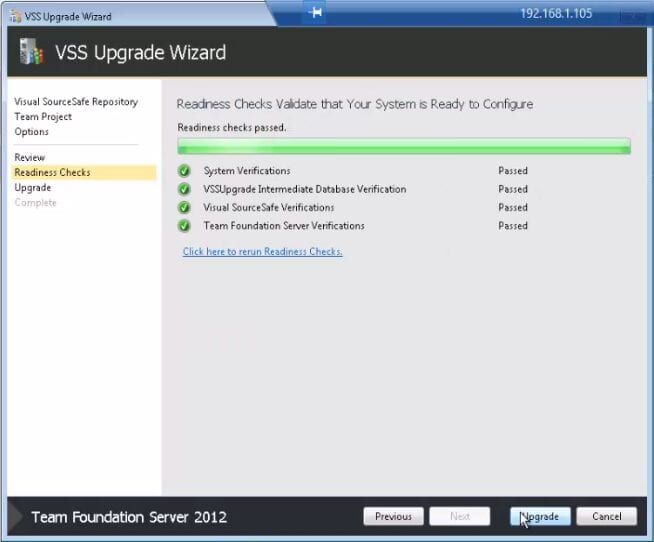 VSS Upgrade Wizard
192.168.1.105
VSS Upgrade Wizard
Visual SourceSafe Repository
Team Project
Options
Review
Readiness Checks
Upgrade
Complete
Readiness Checks Validate that Your System is Ready to Configure
Readiness checks passed.
System Verifications Passed
VSSUpgrade Intermediate Database Verification Passed
Visual SourceSafe Verifications Passed
Team Foundation Server Verifications Passed
Click here to rerun Readiness Checks.
Team Foundation Server 2012
Previous Next Upgrade Cancel